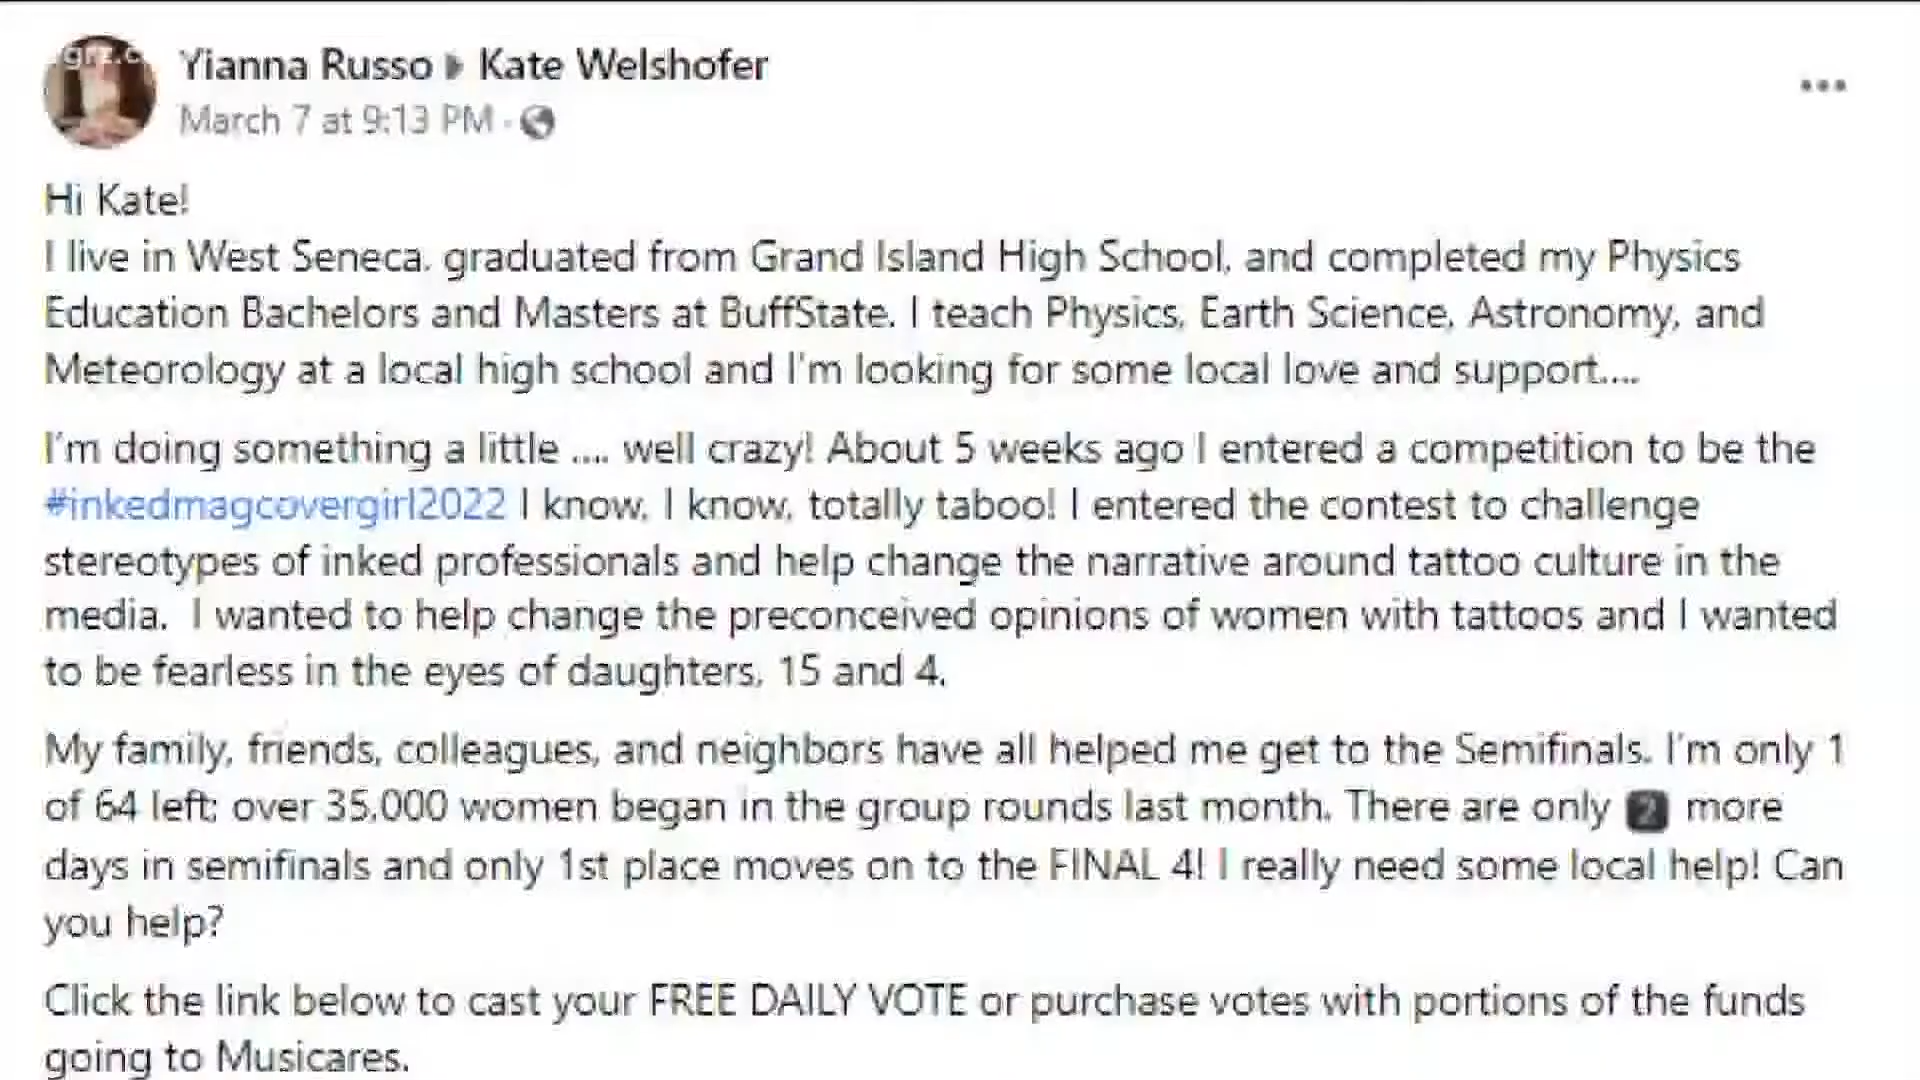 grz.c
Yianna Russo Kate Welshofer
March 7 at 9:13 PM ·
Hi Kate!
I live in West Seneca, graduated from Grand Island High School, and completed my Physics
Education Bachelors and Masters at BuffState. I teach Physics, Earth Science, Astronomy, and
Meteorology at a local high school and I'm looking for some local love and support....
I'm doing something a little .... well crazy! About 5 weeks ago I entered a competition to be the
#inkedmagcovergirl2022 I know, I know, totally taboo! I entered the contest to challenge
stereotypes of inked professionals and help change the narrative around tattoo culture in the
media. I wanted to help change the preconceived opinions of women with tattoos and I wanted
to be fearless in the eyes of daughters, 15 and 4.
My family, friends, colleagues, and neighbors have all helped me get to the Semifinals. I'm only 1
of 64 left; over 35,000 women began in the group rounds last month. There are only 2 more
days in semifinals and only 1st place moves on to the FINAL 4! I really need some local help! Can
you help?
Click the link below to cast your FREE DAILY VOTE or purchase votes with portions of the funds
going to Musicares.